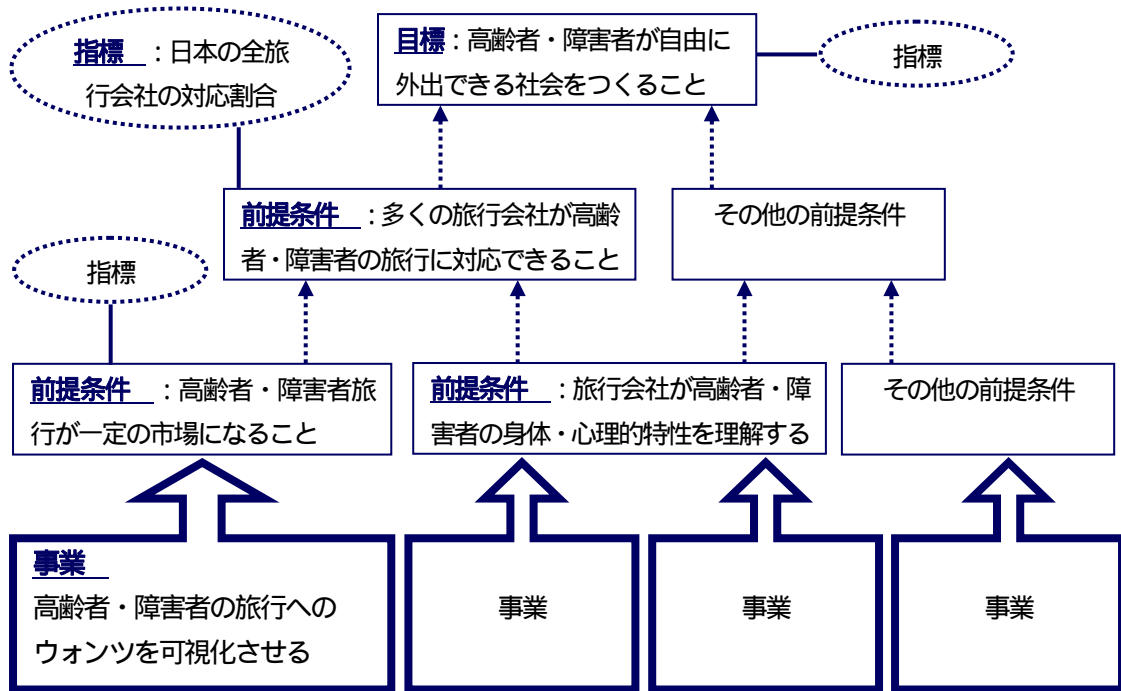 指標　：日本の全旅
行会社の対応割合
目標：高齢者・障害者が自由に
外出できる社会をつくること
指標
前提条件　：多くの旅行会社が高齢
者・障害者の旅行に対応できること
その他の前提条件
指標
前提条件　：高齢者・障害者旅
行が一定の市場になること
前提条件　：旅行会社が高齢者・障
害者の身体・心理的特性を理解する
その他の前提条件
事業
高齢者・障害者の旅行への
ウォンツを可視化させる
事業
事業
事業